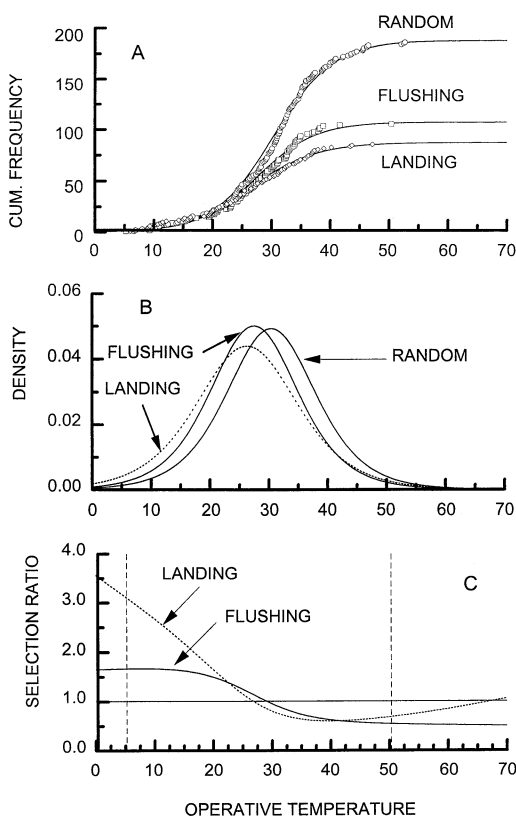 A
RANDOM
FLUSHING
LANDING
CUM. FREQUENCY
200
150
100
50
0
0 10 20 30 40 50 60 70
B
FLUSHING
RANDOM
LANDING
DENSITY
0.06
0.04
0.02
0.00
0 10 20 30 40 50 60 70
C
LANDING
FLUSHING
SELECTION RATIO
4.0
3.0
2.0
1.0
0.0
0 10 20 30 40 50 60 70
OPERATIVE TEMPERATURE